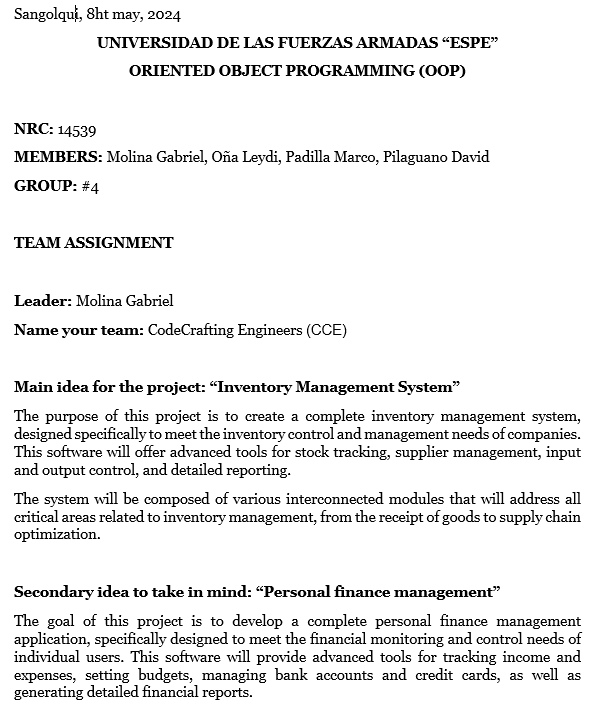 Sangolquí, 8ht may, 2024
UNIVERSIDAD DE LAS FUERZAS ARMADAS “ESPE”
ORIENTED OBJECT PROGRAMMING (OOP)
NRC: 14539
MEMBERS: Molina Gabriel, Oña Leydi, Padilla Marco, Pilaguano David
GROUP: #4
TEAM ASSIGNMENT
Leader: Molina Gabriel
Name your team: CodeCrafting Engineers (CCE)
Main idea for the project: “Inventory Management System”
The purpose of this project is to create a complete inventory management system,
designed specifically to meet the inventory control and management needs of companies.
This software will offer advanced tools for stock tracking, supplier management, input
and output control, and detailed reporting.
The system will be composed of various interconnected modules that will address all
critical areas related to inventory management, from the receipt of goods to supply chain
optimization.
Secondary idea to take in mind: “Personal finance management”
The goal of this project is to develop a complete personal finance management
application, specifically designed to meet the financial monitoring and control needs of
individual users. This software will provide advanced tools for tracking income and
expenses, setting budgets, managing bank accounts and credit cards, as well as
generating detailed financial reports.